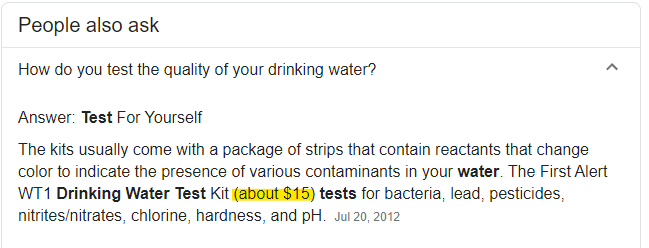 People also ask
How do you test the quality of your drinking water?
Answer: Test For Yourself
The kits usually come with a package of strips that contain reactants that change
color to indicate the presence of various contaminants in your water. The First Alert
WT1 Drinking Water Test Kit (about $15) tests for bacteria, lead, pesticides,
nitrites/nitrates, chlorine, hardness, and pH. Jul 20, 2012